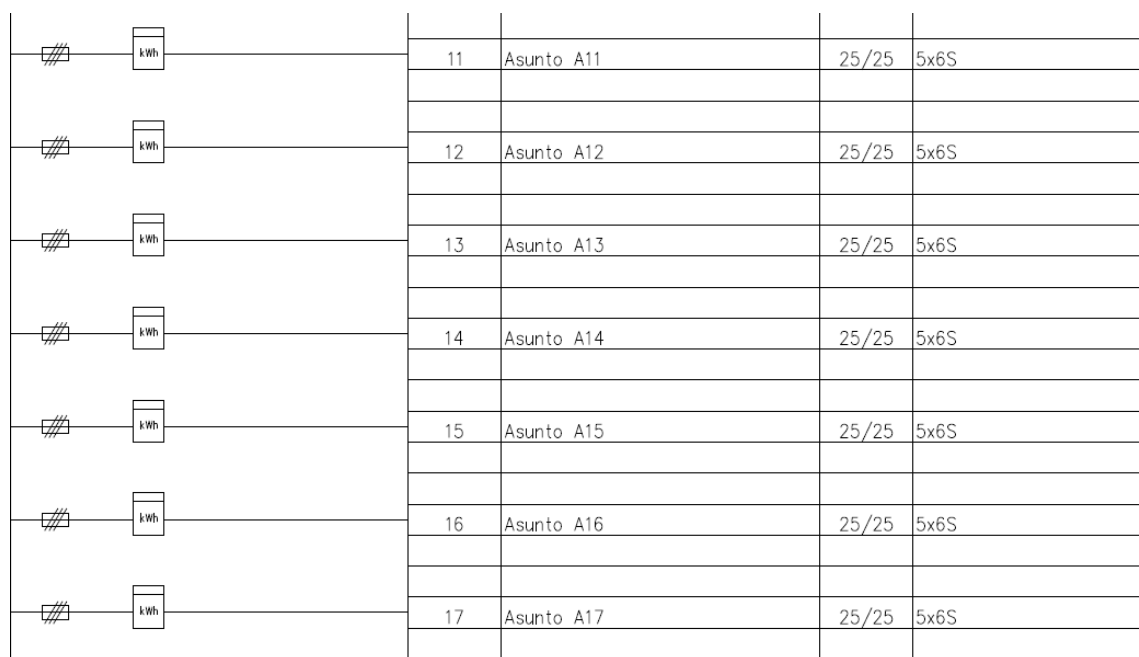 kWh 11 Asunto A11 25/25 5x6S
kWh 12 Asunto A12 25/25 5x6S
kWh 13 Asunto A13 25/25 5x6S
kWh 14 Asunto A14 25/25 5x6S
kWh 15 Asunto A15 25/25 5x6S
kWh 16 Asunto A16 25/25 5x6S
kWh 17 Asunto A17 25/25 5x6S